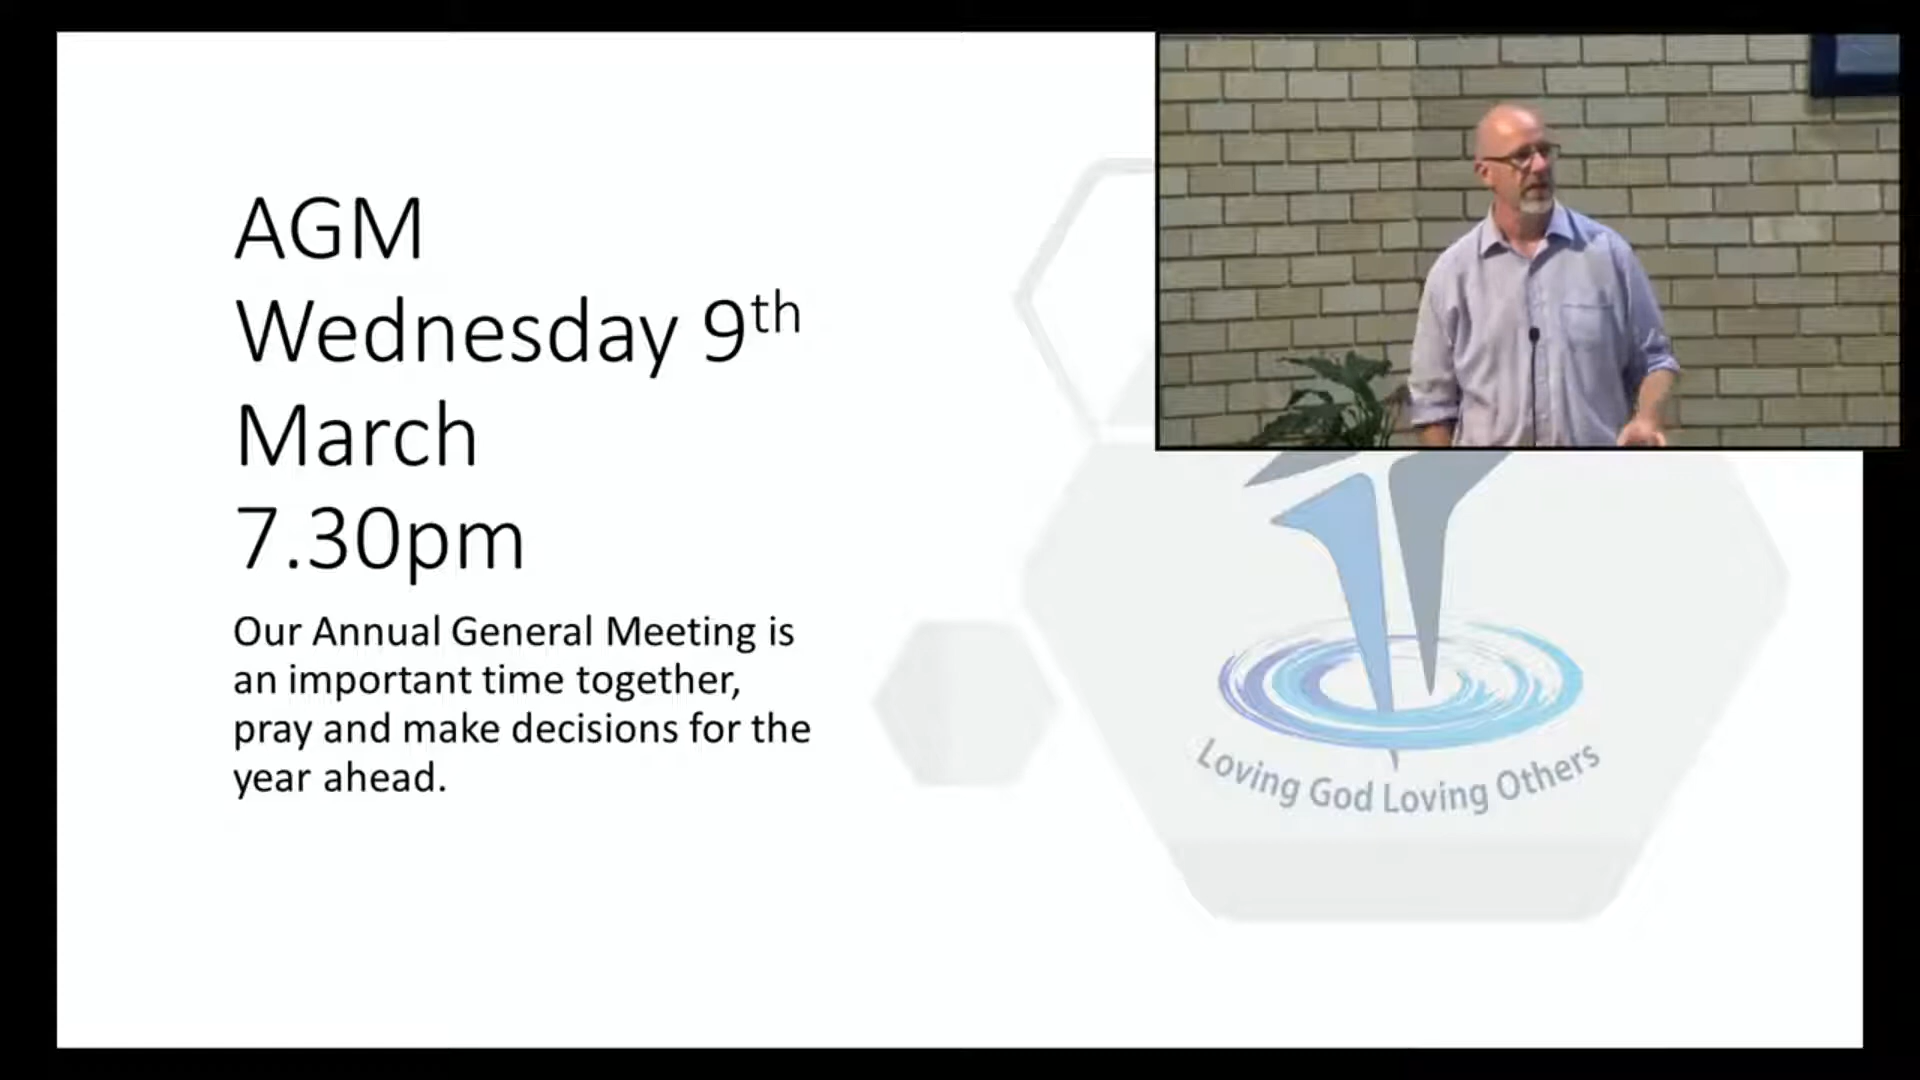 AGM
Wednesday 9th
March
7.30pm
Our Annual General Meeting is
an important time together,
pray and make decisions for the
year ahead.
Loving God Loving Others